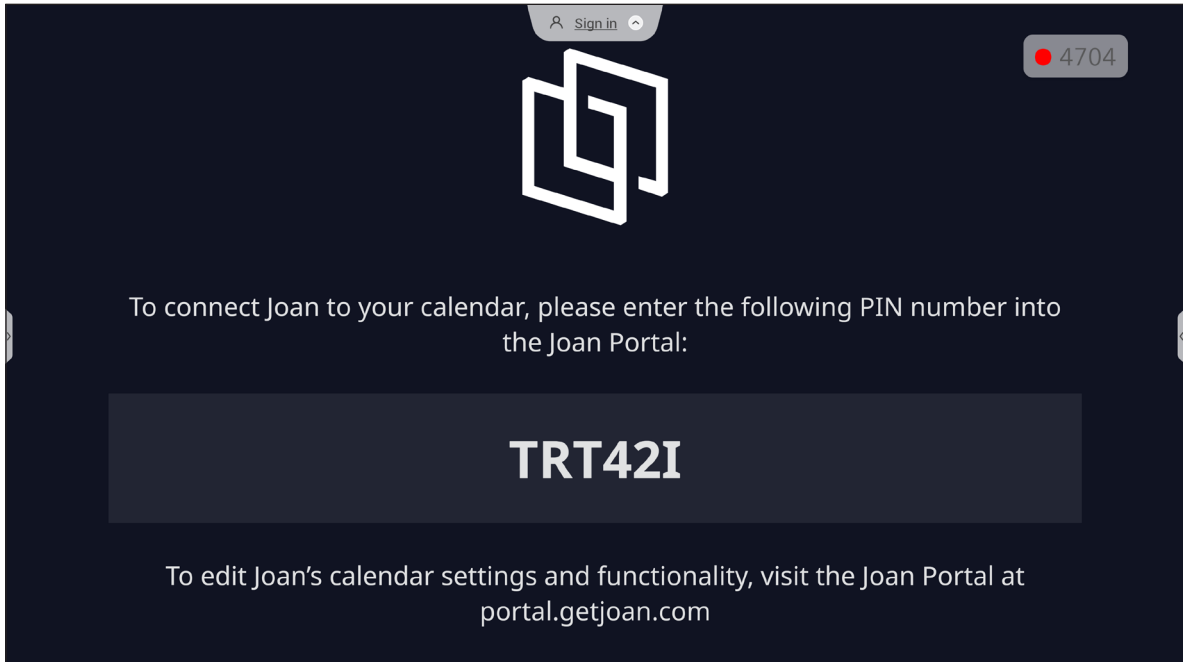 Sign in
4704
To connect Joan to your calendar, please enter the following PIN number into
the Joan Portal:
TRT42I
To edit Joan’s calendar settings and functionality, visit the Joan Portal at
portal.getjoan.com